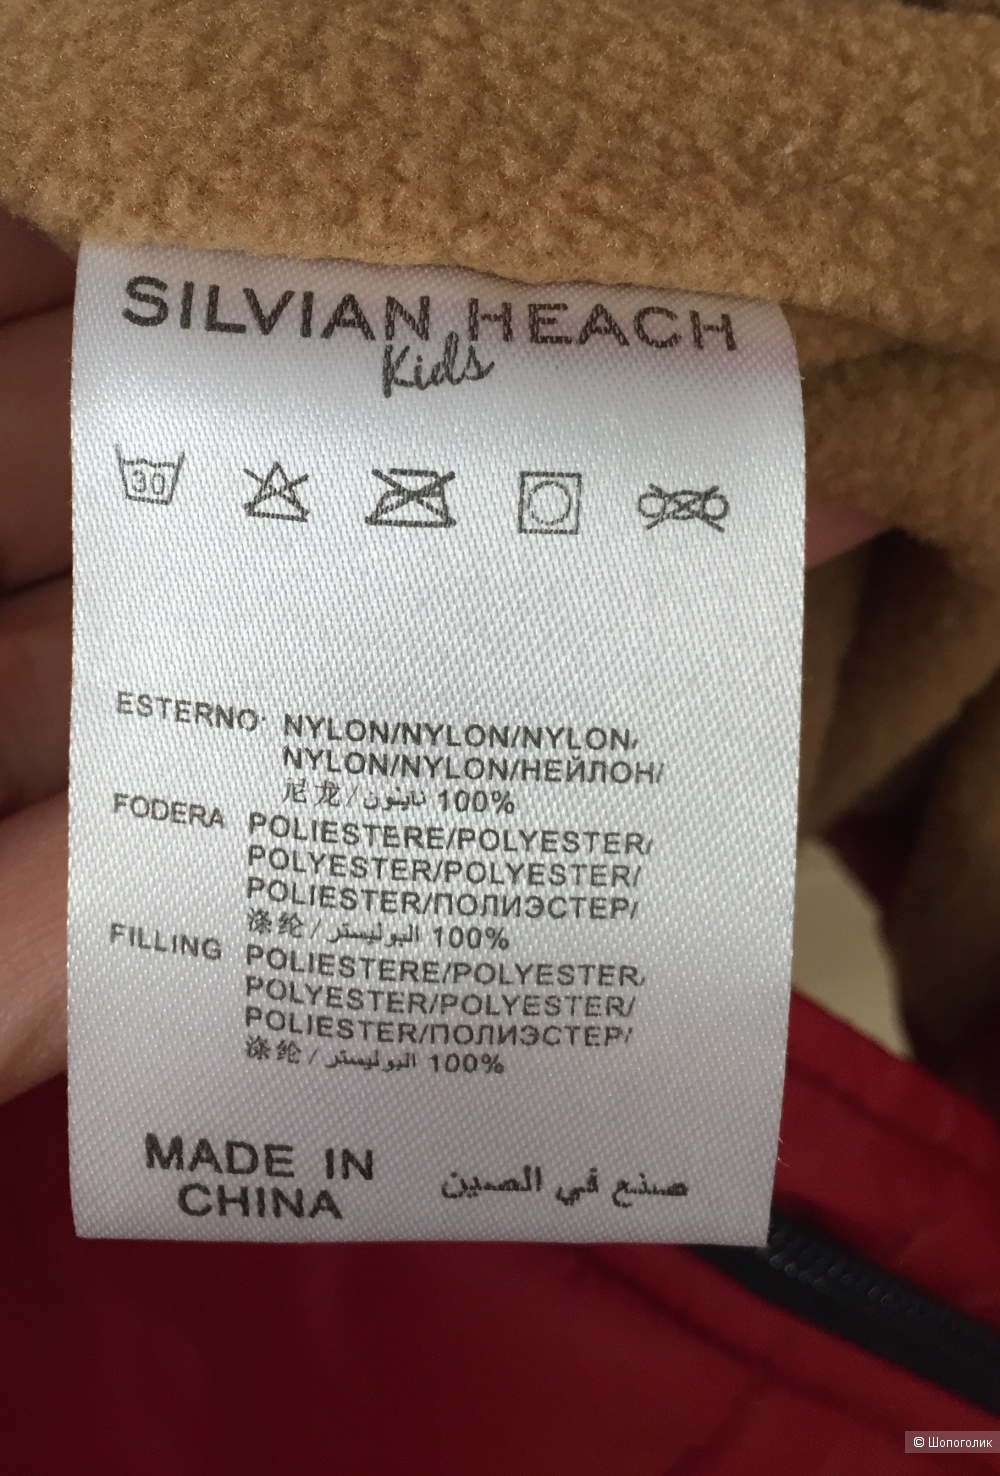 SILVIAN HEACH
Kids
30
ESTERNO: NYLON/NYLON/NYLON/
NYLON/NYLON/НЕЙЛОН/
尼龙/نايلون 100%
FODERA POLIESTERE/POLYESTER/
POLYESTER/POLYESTER/
POLIESTER/ПОЛИЭСТЕР/
涤纶/البوليستر 100%
FILLING POLIESTERE/POLYESTER/
POLYESTER/POLYESTER/
POLIESTER/ПОЛИЭСТЕР/
涤纶/البوليستر 100%
MADE IN
CHINA
صنع في الصين
© Шопоголик